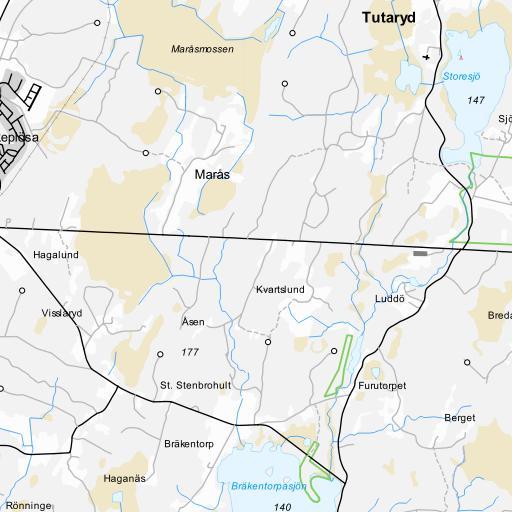 Tutaryd
Maråsmossen
Storesjö
147
Sjö
eplösa
Marås
Hagalund
Kvartslund
Luddö
Visslaryd
Åsen
Breda
177
St. Stenbrohult
Furutorpet
Berget
Bräkentorp
Haganäs
Bräkentorpasjön
Rönninge
140